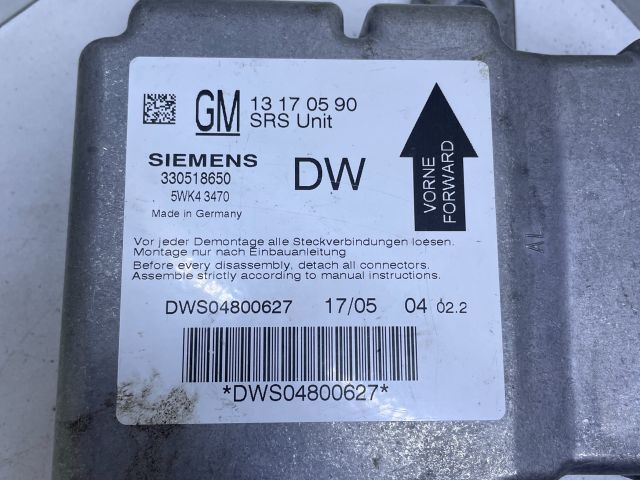 GM 13 17 05 90
SRS Unit
SIEMENS
330518650
5WK4 3470
Made in Germany
DW
VORNE
FORWARD
Vor jeder Demontage alle Steckverbindungen loesen.
Montage nur nach Einbauanleitung
Before every disassembly, detach all connectors.
Assemble strictly according to manual instructions.
DWS04800627 17/05 04 02.2
*DWS04800627*
AL